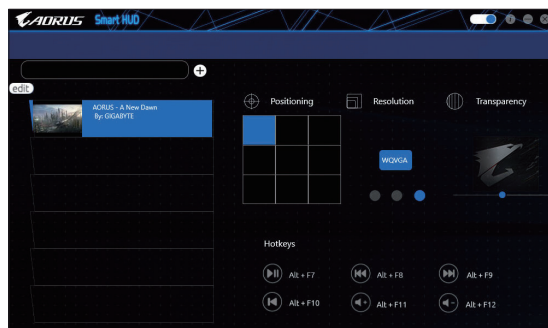 AORUS Smart HUD
edit
AORUS - A New Dawn
By: GIGABYTE
Positioning
Resolution
Transparency
WQVGA
Hotkeys
Alt + F7
Alt + F8
Alt + F9
Alt + F10
Alt + F11
Alt + F12